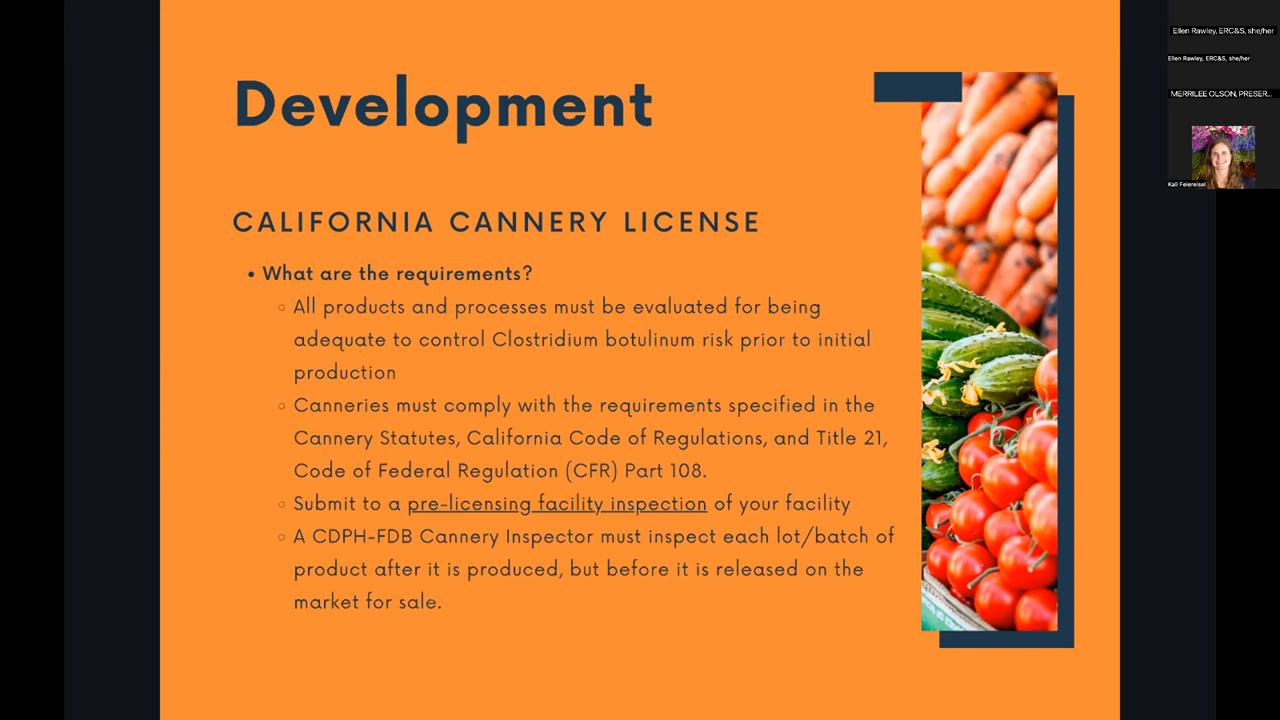 Development
CALIFORNIA CANNERY LICENSE
• What are the requirements?
◦ All products and processes must be evaluated for being
adequate to control Clostridium botulinum risk prior to initial
production
◦ Canneries must comply with the requirements specified in the
Cannery Statutes, California Code of Regulations, and Title 21,
Code of Federal Regulation (CFR) Part 108.
◦ Submit to a pre-licensing facility inspection of your facility
◦ A CDPH-FDB Cannery Inspector must inspect each lot/batch of
product after it is produced, but before it is released on the
market for sale.
Ellen Rawley, ERC&S, she/her
Ellen Rawley, ERC&S, she/her
MERRILEE OLSON, PRESER...
Kali Feiereisel